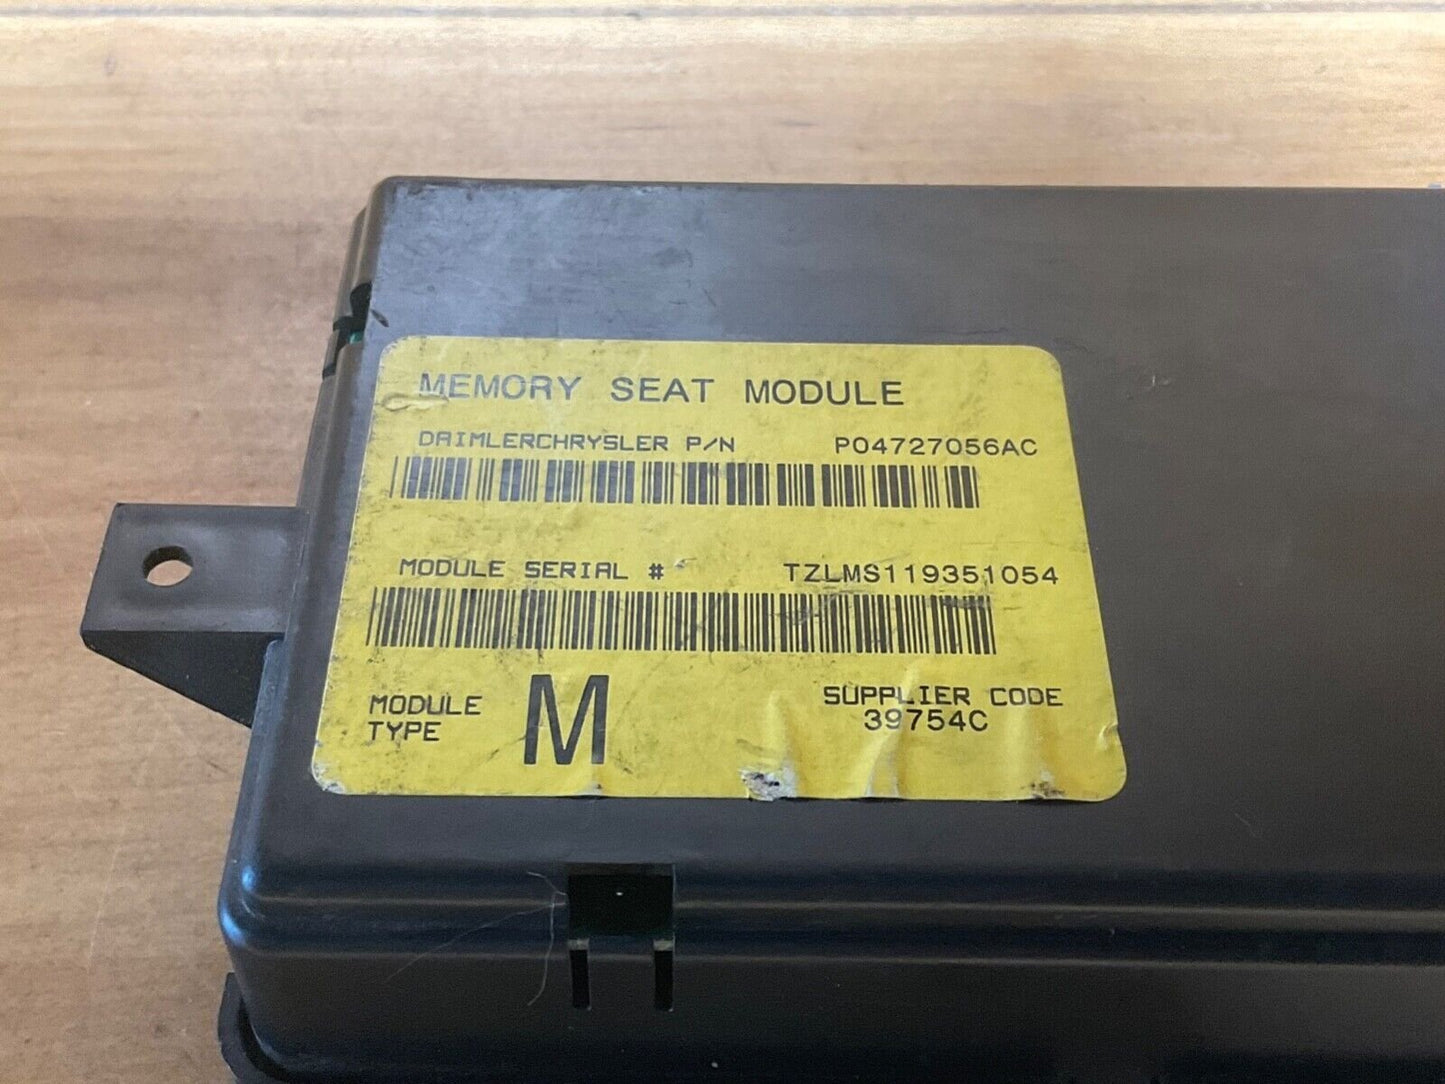 MEMORY SEAT MODULE
DAIMLERCHRYSLER P/N P04727056AC
MODULE SERIAL # TZLMS119351054
MODULE TYPE M
SUPPLIER CODE
39754C